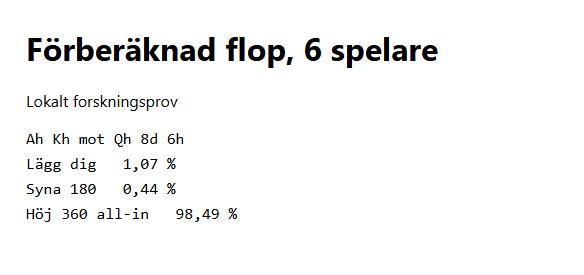 Förberäknad flop, 6 spelare
Lokalt forskningsprov
Ah Kh mot Qh 8d 6h
Lägg dig   1,07 %
Syna 180   0,44 %
Höj 360 all-in   98,49 %